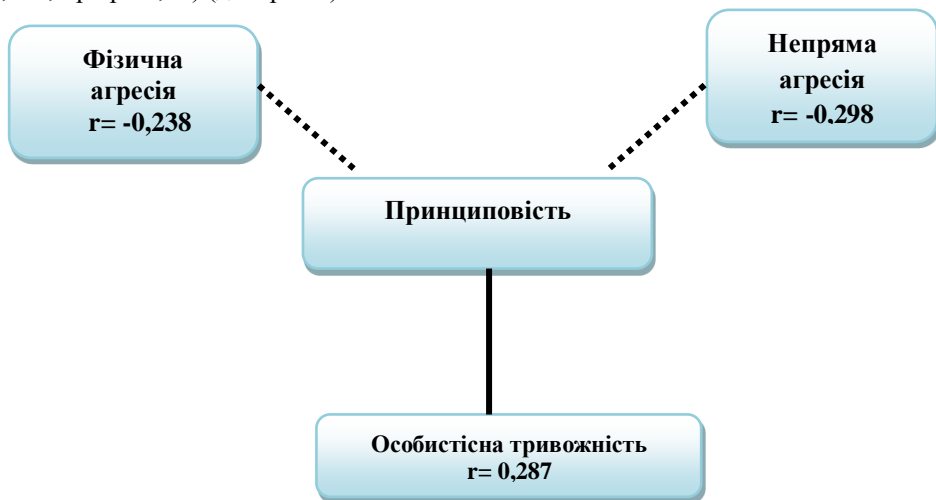 Фізична
агресія
r= -0,238
Непряма
агресія
r= -0,298
Принциповість
Особистісна тривожність
r= 0,287